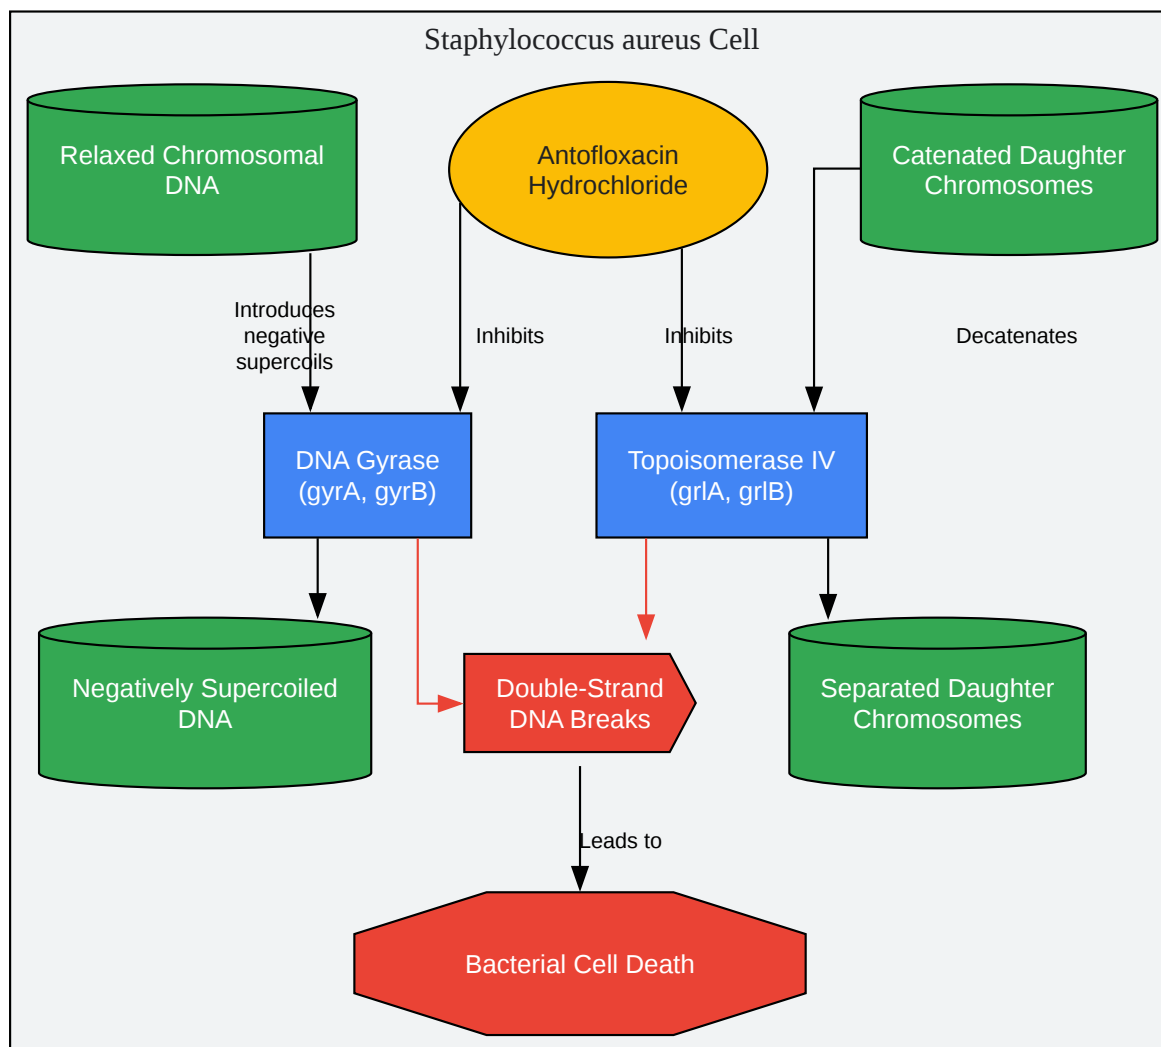 Staphylococcus aureus Cell
Relaxed Chromosomal
DNA
Antofloxacin
Hydrochloride
Catenated Daughter
Chromosomes
Introduces
negative
supercoils
Inhibits
Inhibits
Decatenates
DNA Gyrase
(gyrA, gyrB)
Topoisomerase IV
(grlA, grlB)
Negatively Supercoiled
DNA
Double-Strand
DNA Breaks
Separated Daughter
Chromosomes
Leads to
Bacterial Cell Death